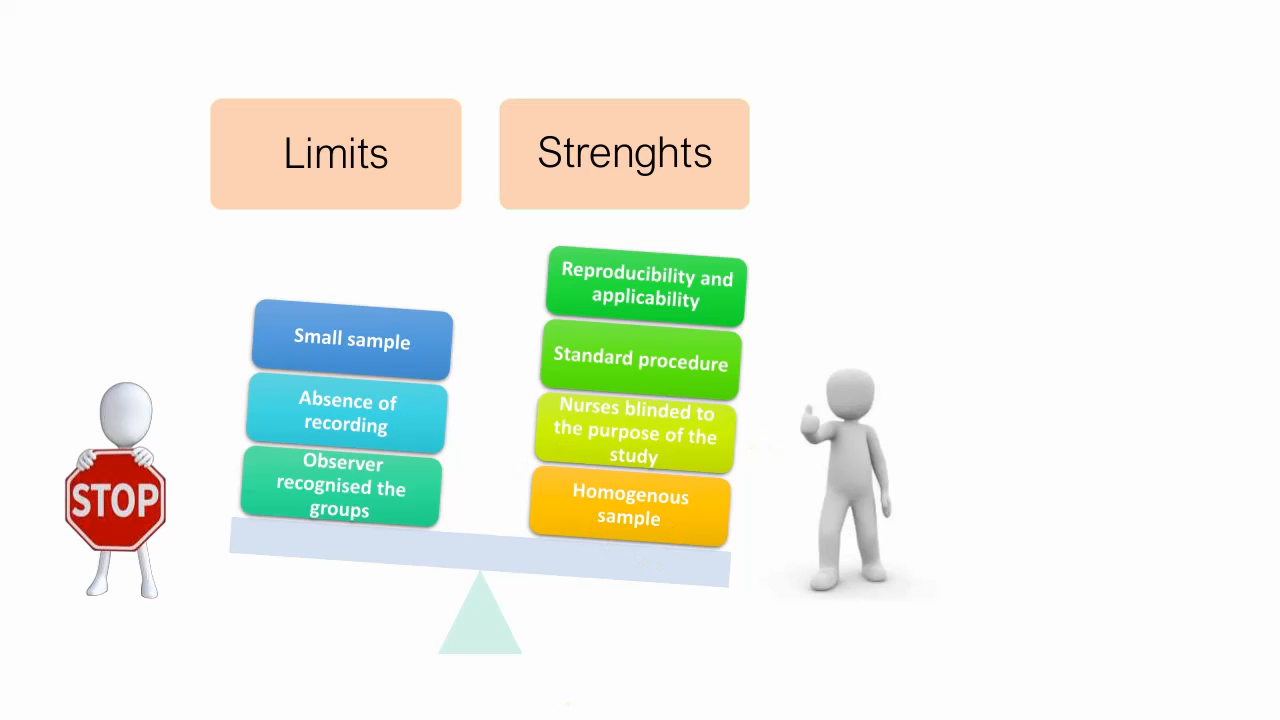 Limits
Strenghts
Small sample
Absence of
recording
Observer
recognised the
groups
Reproducibility and
applicability
Standard procedure
Nurses blinded to
the purpose of the
study
Homogenous
sample
STOP